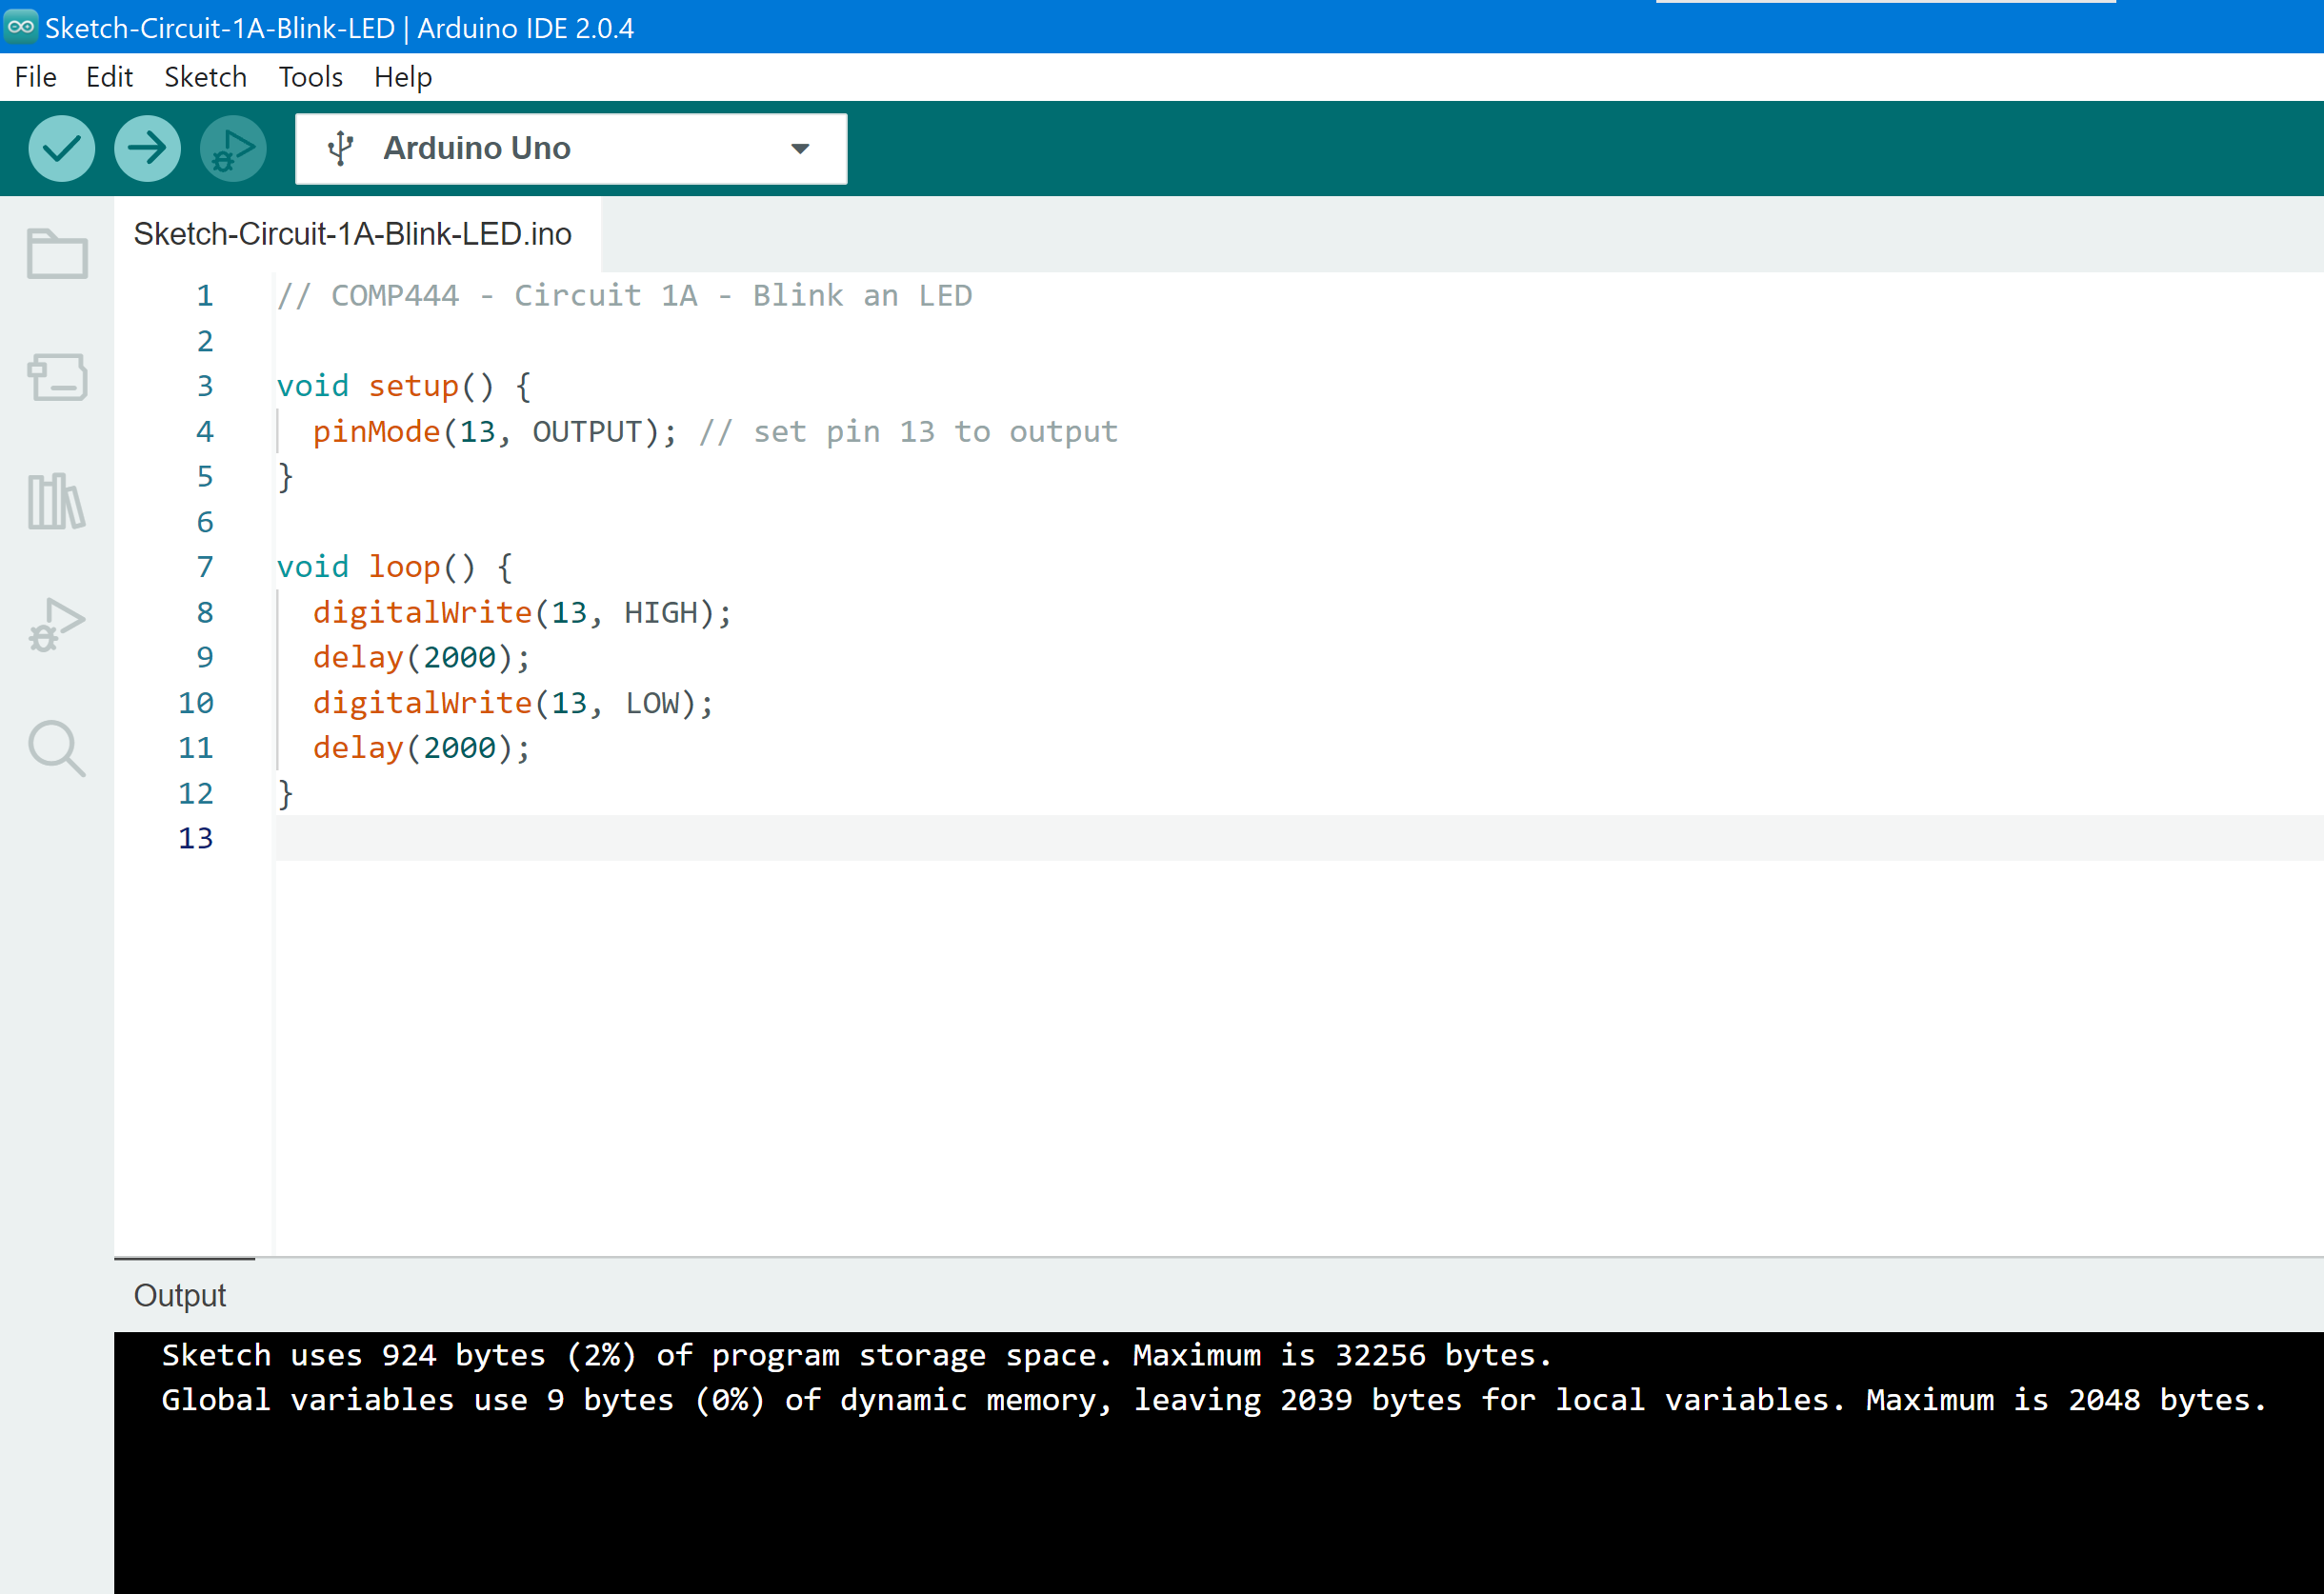 Sketch-Circuit-1A-Blink-LED | Arduino IDE 2.0.4
File Edit Sketch Tools Help
Arduino Uno
Sketch-Circuit-1A-Blink-LED.ino
1 // COMP444 - Circuit 1A - Blink an LED
2
3 void setup() {
4 pinMode(13, OUTPUT); // set pin 13 to output
5 }
6
7 void loop() {
8 digitalWrite(13, HIGH);
9 delay(2000);
10 digitalWrite(13, LOW);
11 delay(2000);
12 }
13
Output
Sketch uses 924 bytes (2%) of program storage space. Maximum is 32256 bytes.
Global variables use 9 bytes (0%) of dynamic memory, leaving 2039 bytes for local variables. Maximum is 2048 bytes.